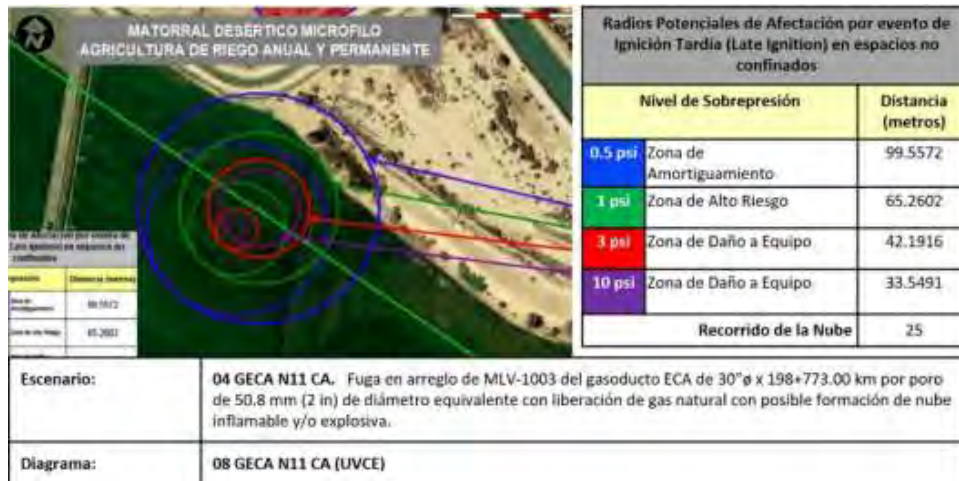 MATORRAL DESÉRTICO MICROFILO
AGRICULTURA DE RIEGO ANUAL Y PERMANENTE
Radios Potenciales de Afectación por evento de
Ignición Tardía (Late Ignition) en espacios no
confinados
Nivel de Sobrepresión
Distancia
(metros)
0.5 psi
Zona de
Amortiguamiento
99.5572
1 psi
Zona de Alto Riesgo
65.2602
3 psi
Zona de Daño a Equipo
42.1916
10 psi
Zona de Daño a Equipo
33.5491
Recorrido de la Nube
25
confinados
65.2602
Escenario:
04 GECA N11 CA. Fuga en arreglo de MLV-1003 del gasoducto ECA de 30"ø x 198+773.00 km por poro
de 50.8 mm (2 in) de diámetro equivalente con liberación de gas natural con posible formación de nube
inflamable y/o explosiva.
Diagrama:
08 GECA N11 CA (UVCE)